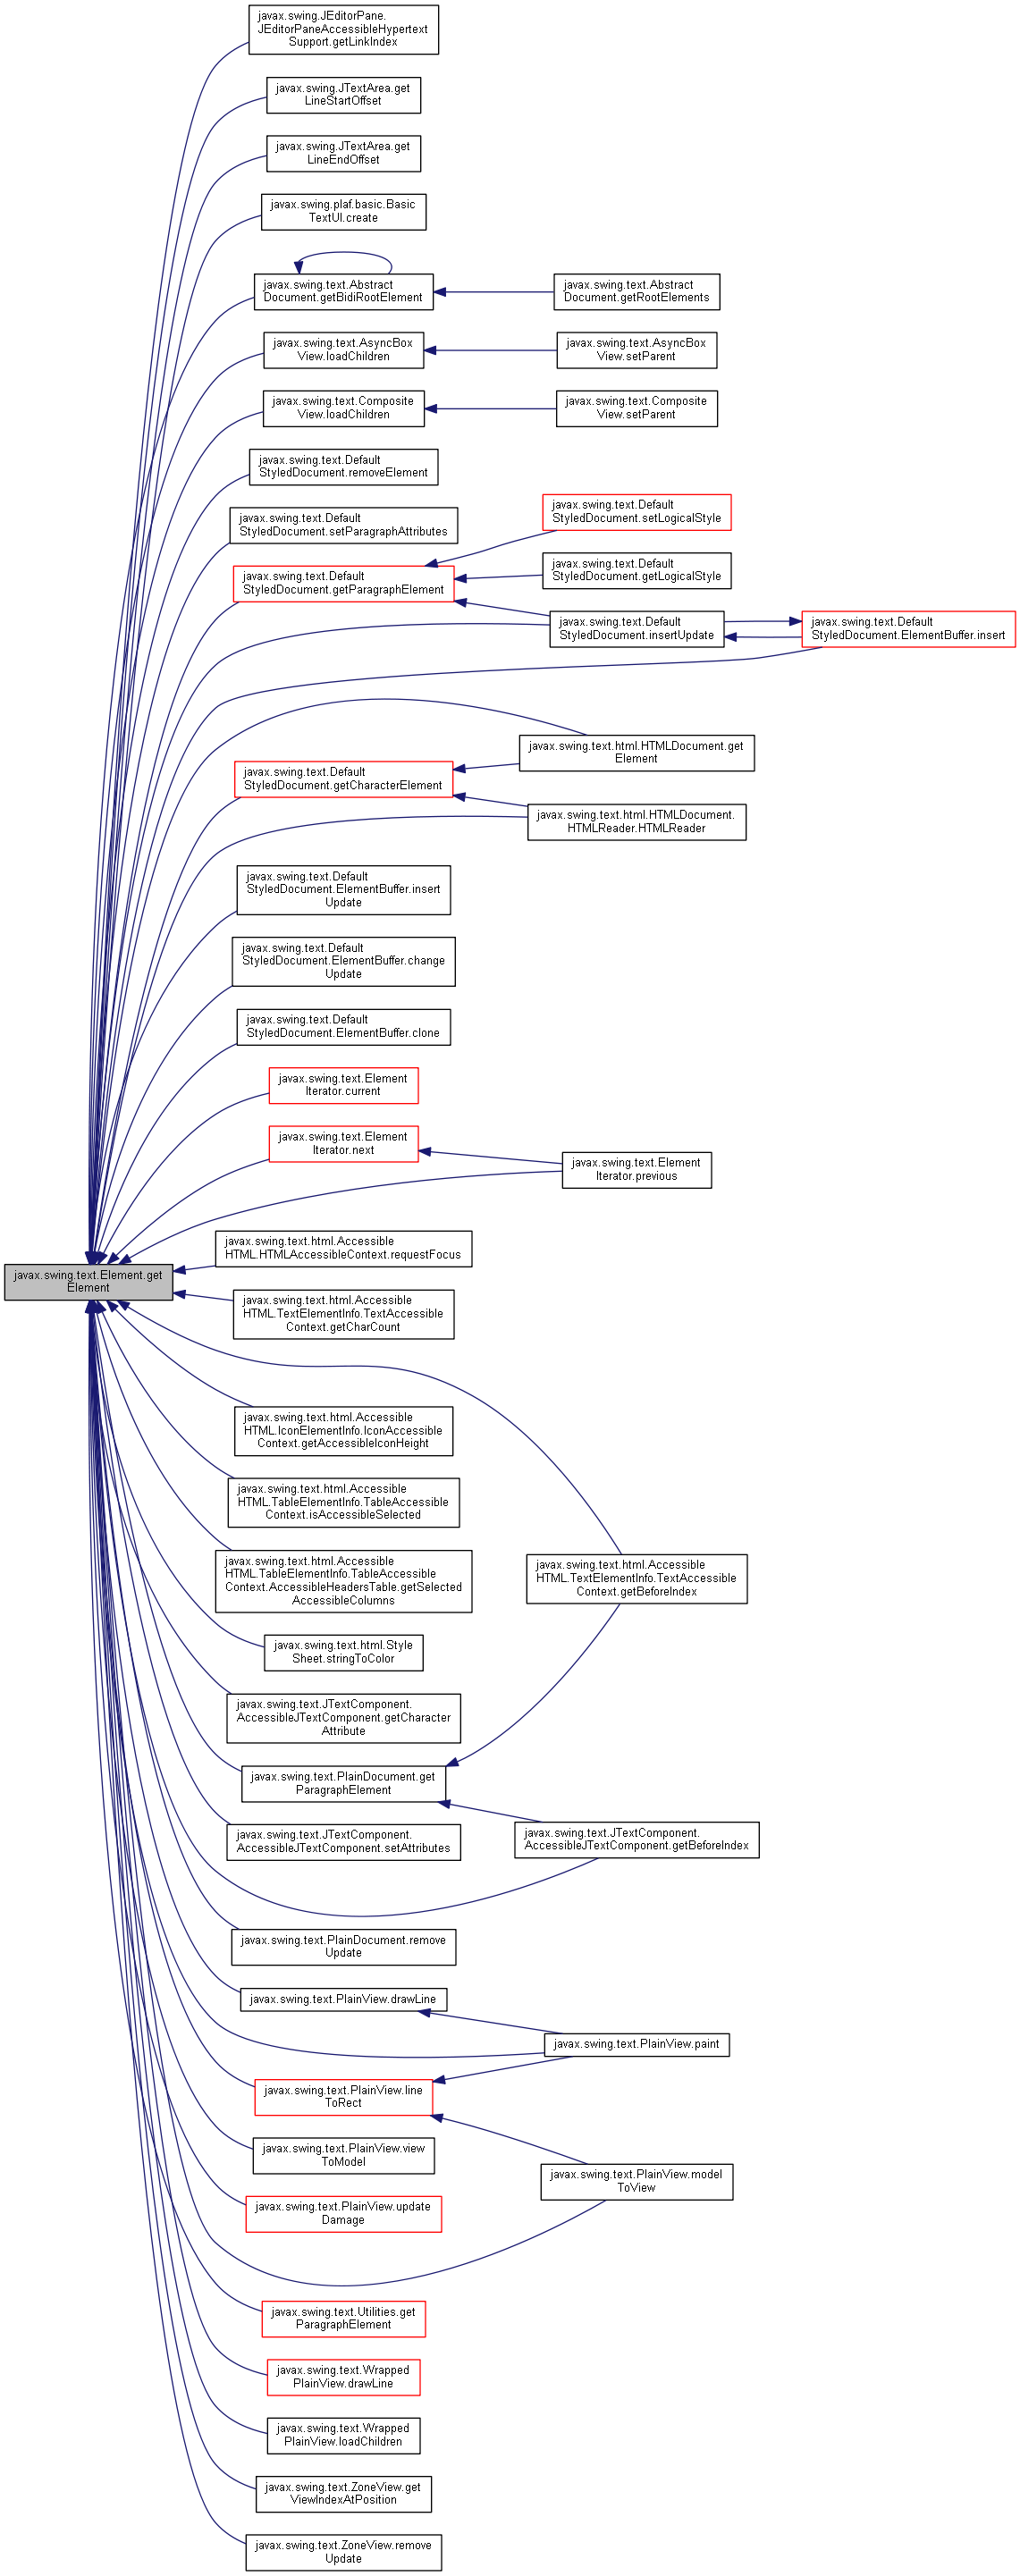 javax.swing.JEditorPane.
JEditorPaneAccessibleHypertext
Support.getLinkIndex
javax.swing.JTextArea.get
LineStartOffset
javax.swing.JTextArea.get
LineEndOffset
javax.swing.plaf.basic.Basic
TextUI.create
javax.swing.text.Abstract
Document.getBidiRootElement
javax.swing.text.Abstract
Document.getRootElements
javax.swing.text.AsyncBox
View.loadChildren
javax.swing.text.AsyncBox
View.setParent
javax.swing.text.Composite
View.loadChildren
javax.swing.text.Composite
View.setParent
javax.swing.text.Default
StyledDocument.removeElement
javax.swing.text.Default
StyledDocument.setLogicalStyle
javax.swing.text.Default
StyledDocument.setParagraphAttributes
javax.swing.text.Default
StyledDocument.getLogicalStyle
javax.swing.text.Default
StyledDocument.getParagraphElement
javax.swing.text.Default
StyledDocument.insertUpdate
javax.swing.text.Default
StyledDocument.ElementBuffer.insert
javax.swing.text.html.HTMLDocument.get
Element
javax.swing.text.Default
StyledDocument.getCharacterElement
javax.swing.text.html.HTMLDocument.
HTMLReader.HTMLReader
javax.swing.text.Default
StyledDocument.ElementBuffer.insert
Update
javax.swing.text.Default
StyledDocument.ElementBuffer.change
Update
javax.swing.text.Default
StyledDocument.ElementBuffer.clone
javax.swing.text.Element
Iterator.current
javax.swing.text.Element
Iterator.next
javax.swing.text.Element
Iterator.previous
javax.swing.text.html.Accessible
HTML.HTMLAccessibleContext.requestFocus
javax.swing.text.Element.get
Element
javax.swing.text.html.Accessible
HTML.TextElementInfo.TextAccessible
Context.getCharCount
javax.swing.text.html.Accessible
HTML.IconElementInfo.IconAccessible
Context.getAccessibleIconHeight
javax.swing.text.html.Accessible
HTML.TableElementInfo.TableAccessible
Context.isAccessibleSelected
javax.swing.text.html.Accessible
HTML.TableElementInfo.TableAccessible
Context.AccessibleHeadersTable.getSelected
AccessibleColumns
javax.swing.text.html.Accessible
HTML.TextElementInfo.TextAccessible
Context.getBeforeIndex
javax.swing.text.html.Style
Sheet.stringToColor
javax.swing.text.JTextComponent.
AccessibleJTextComponent.getCharacter
Attribute
javax.swing.text.PlainDocument.get
ParagraphElement
javax.swing.text.JTextComponent.
AccessibleJTextComponent.setAttributes
javax.swing.text.JTextComponent.
AccessibleJTextComponent.getBeforeIndex
javax.swing.text.PlainDocument.remove
Update
javax.swing.text.PlainView.drawLine
javax.swing.text.PlainView.paint
javax.swing.text.PlainView.line
ToRect
javax.swing.text.PlainView.view
ToModel
javax.swing.text.PlainView.model
ToView
javax.swing.text.PlainView.update
Damage
javax.swing.text.Utilities.get
ParagraphElement
javax.swing.text.Wrapped
PlainView.drawLine
javax.swing.text.Wrapped
PlainView.loadChildren
javax.swing.text.ZoneView.get
ViewIndexAtPosition
javax.swing.text.ZoneView.remove
Update